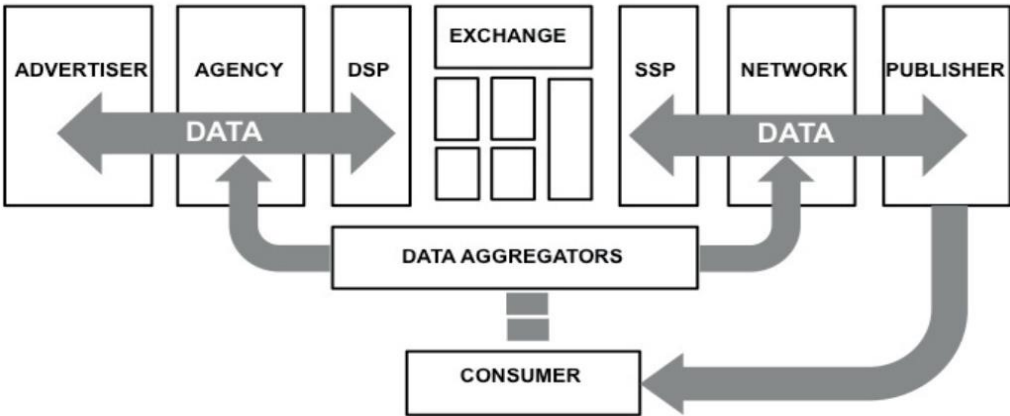 EXCHANGE
ADVERTISER
AGENCY
DSP
SSP
NETWORK
PUBLISHER
DATA
DATA
DATA AGGREGATORS
CONSUMER